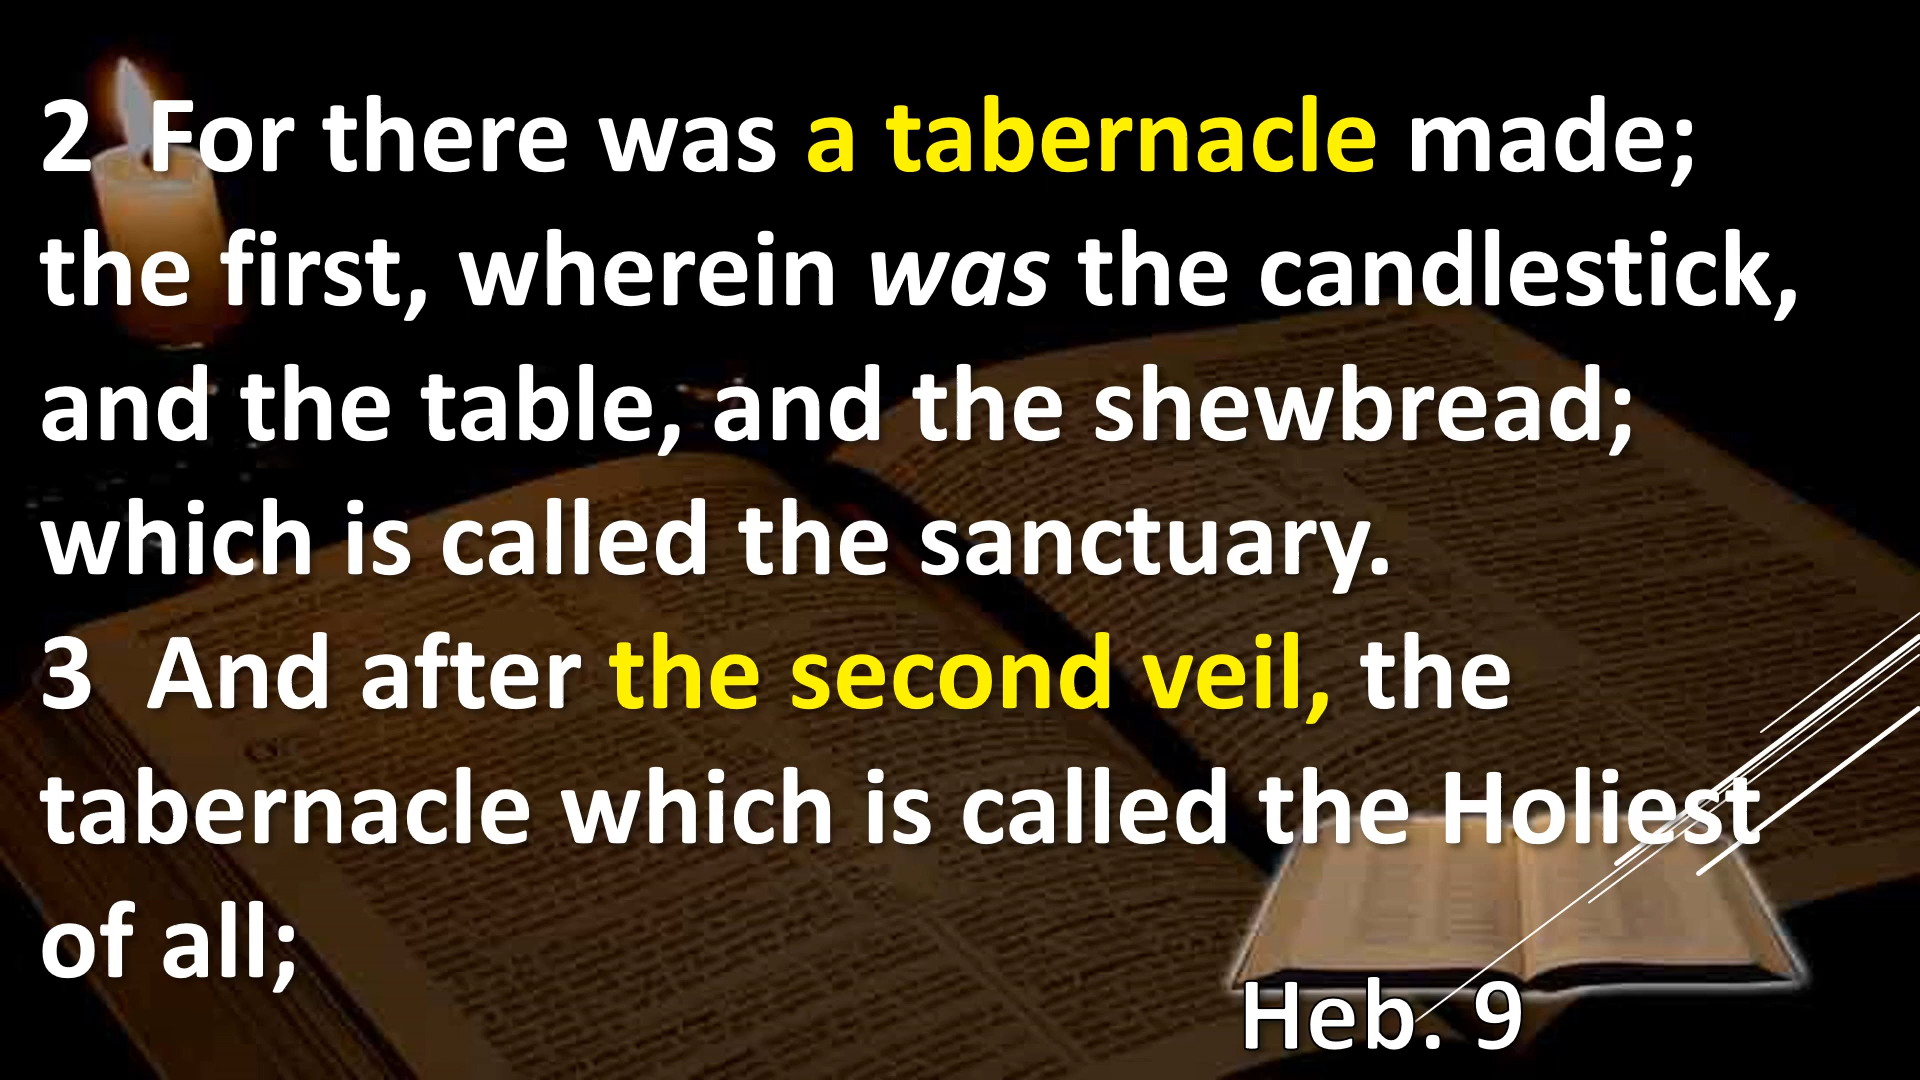 2 For there was a tabernacle made;
the first, wherein was the candlestick,
and the table, and the shewbread;
which is called the sanctuary.
3 And after the second veil, the
tabernacle which is called the Holiest
of all;
Heb. 9